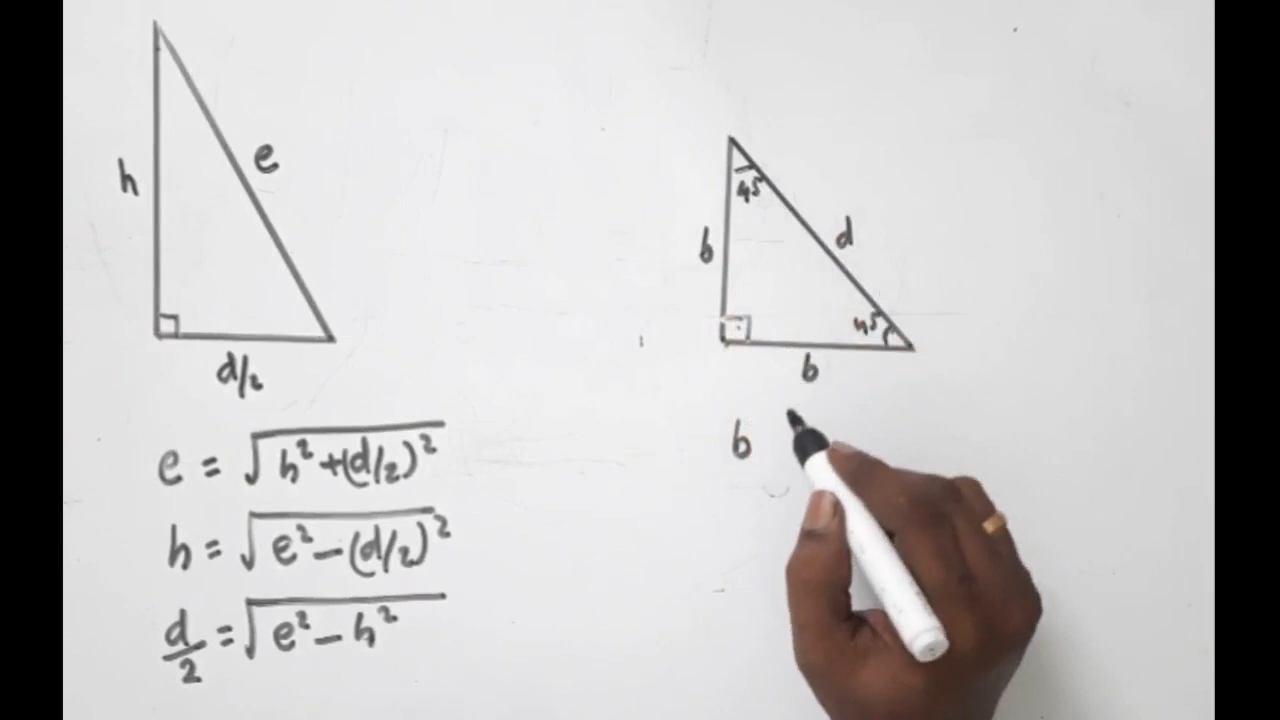 h
e
d/2
e = √h²+(d/2)²
h = √e²-(d/2)²
d/2 = √e²-h²
45
b
d
45
b
b